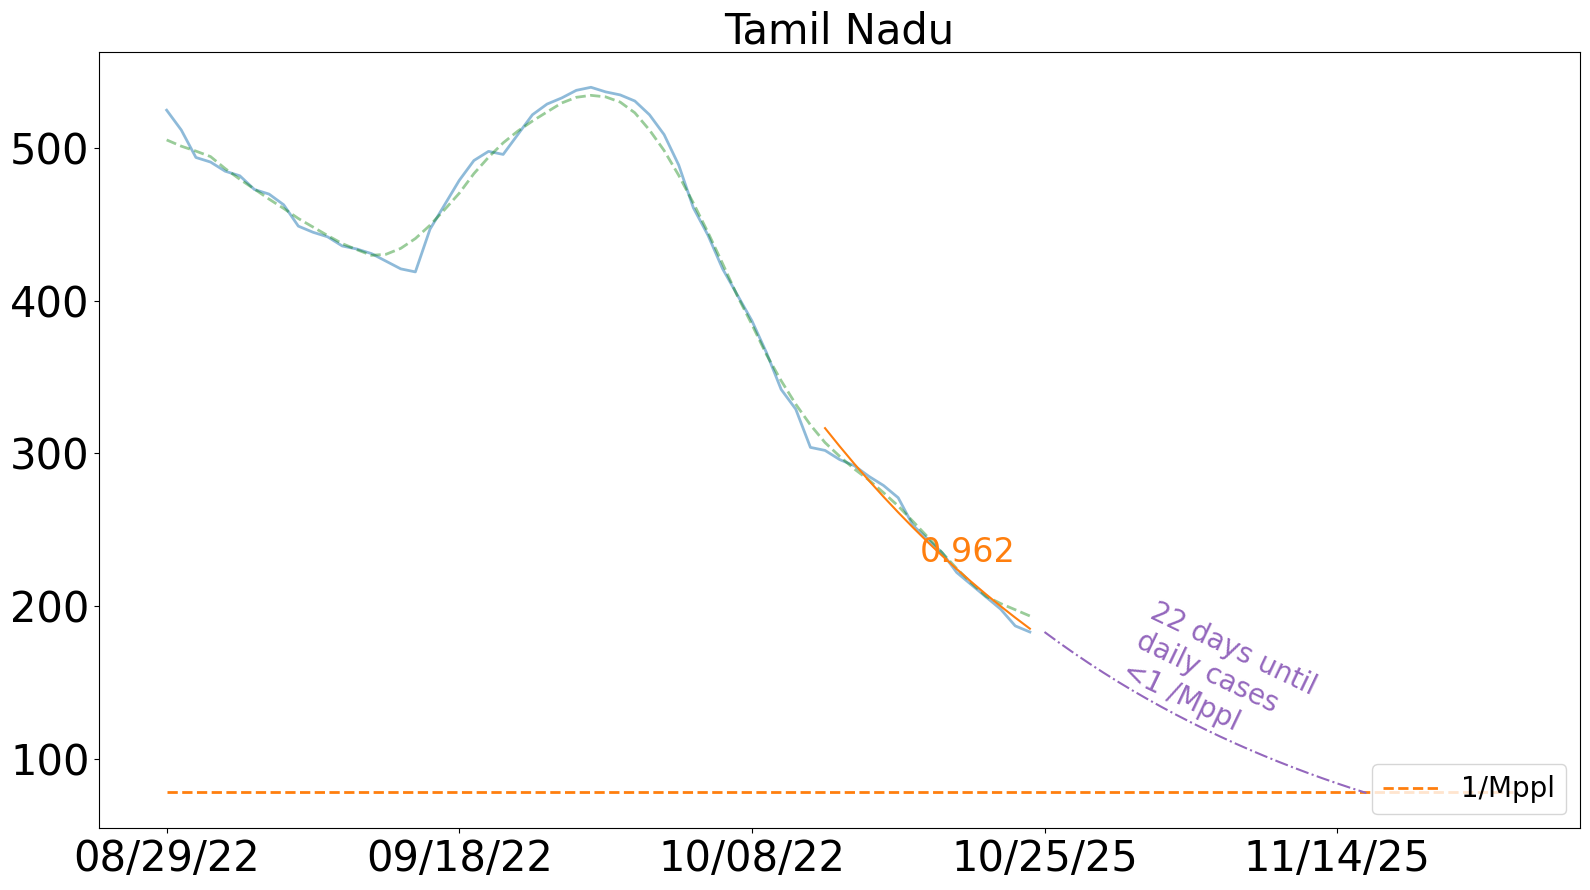 Tamil Nadu
500
400
300
200
100
0.962
22 days until
daily cases
<1 /Mppl
1/Mppl
08/29/22
09/18/22
10/08/22
10/25/25
11/14/25